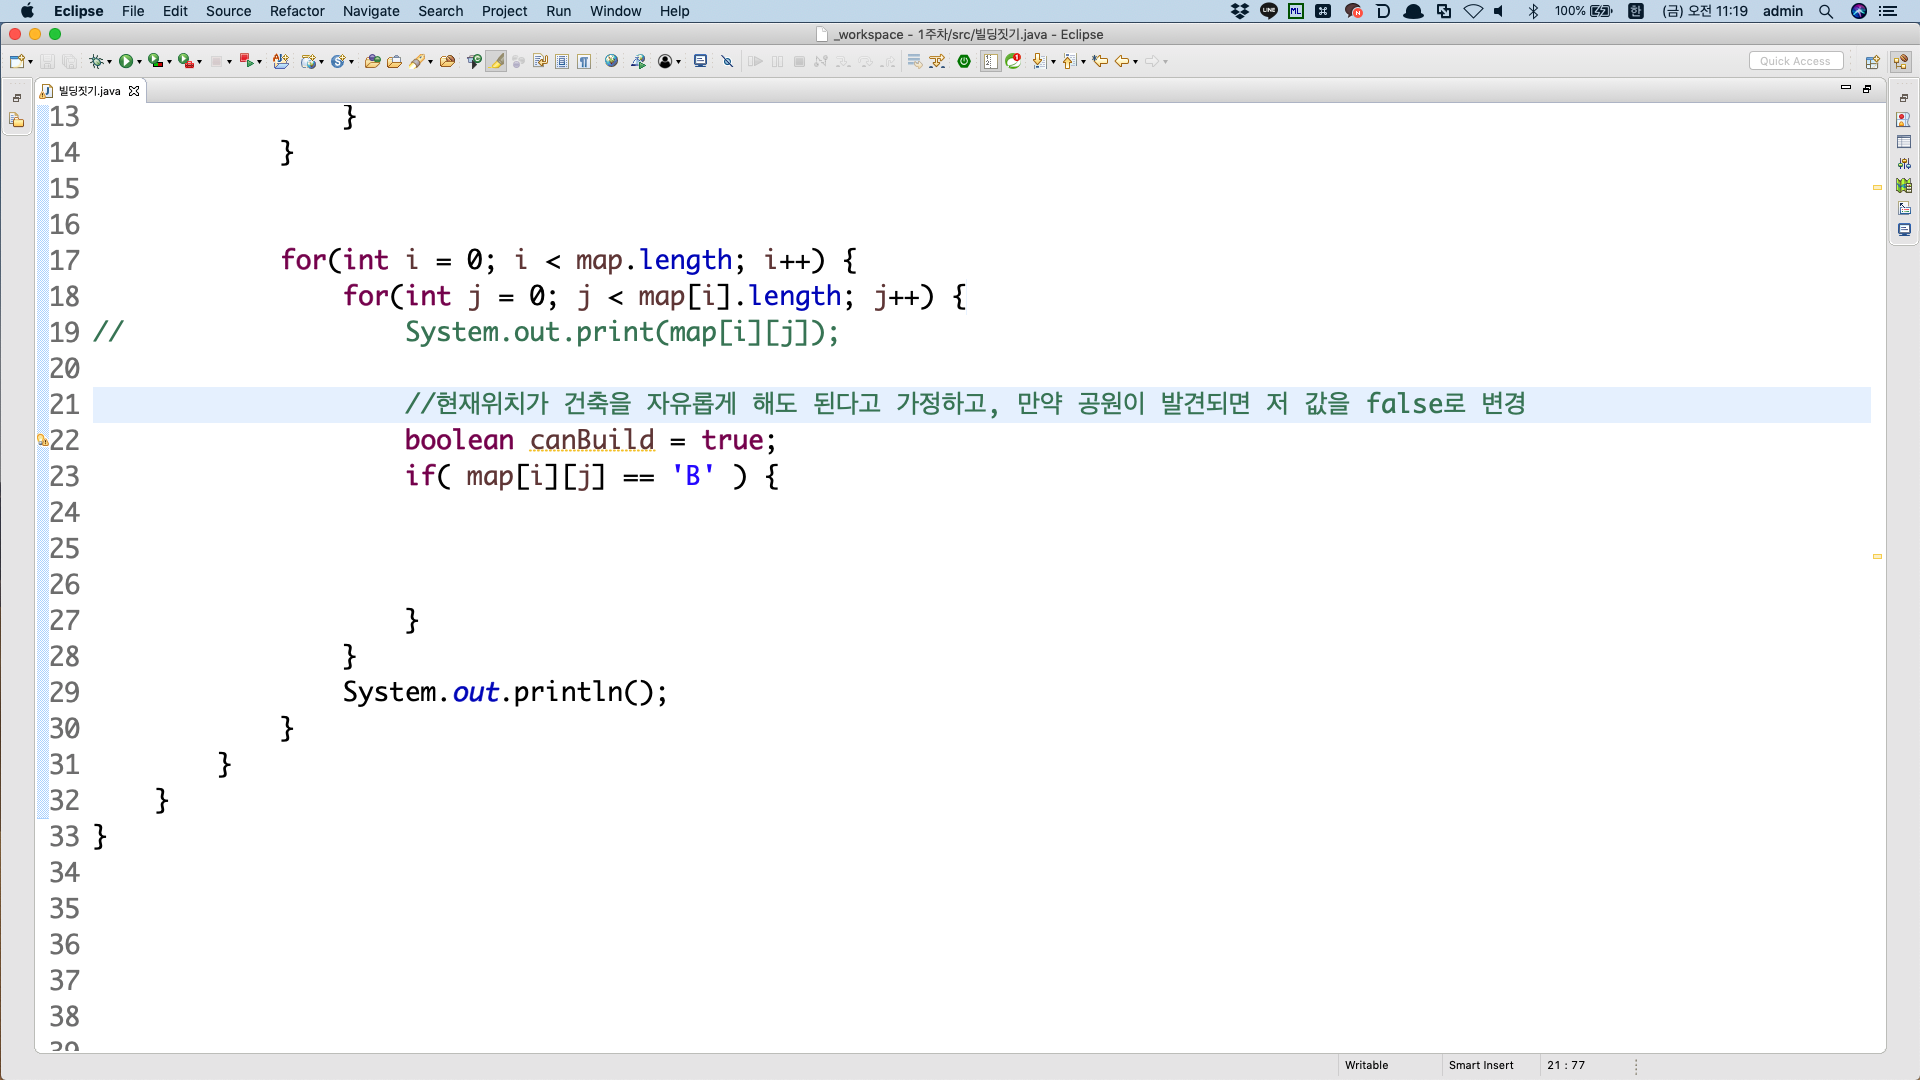 Eclipse File Edit Source Refactor Navigate Search Project Run Window Help 100% 한 (금) 오전 11:19 admin
_workspace - 1주차/src/빌딩짓기.java - Eclipse
Quick Access
빌딩짓기.java
13 }
14 }
15
16
17 for(int i = 0; i < map.length; i++) {
18 for(int j = 0; j < map[i].length; j++) {
19 // System.out.print(map[i][j]);
20
21 //현재위치가 건축을 자유롭게 해도 된다고 가정하고, 만약 공원이 발견되면 저 값을 false로 변경
22 boolean canBuild = true;
23 if( map[i][j] == 'B' ) {
24
25
26
27 }
28 }
29 System.out.println();
30 }
31 }
32 }
33 }
34
35
36
37
38
39
Writable Smart Insert 21 : 77